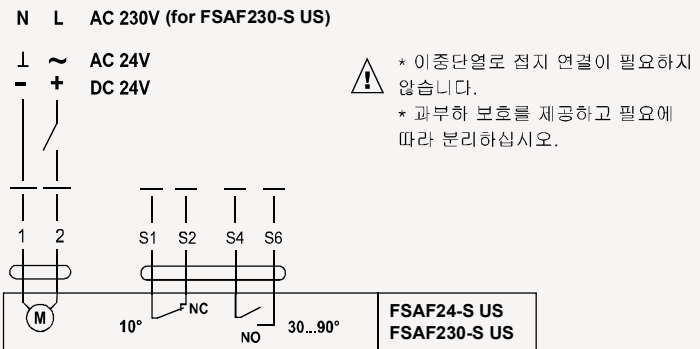 N L AC 230V (for FSAF230-S US)
⊥ ~ AC 24V
- + DC 24V
* 이중단열로 접지 연결이 필요하지
않습니다.
* 과부하 보호를 제공하고 필요에
따라 분리하십시오.
1 2 S1 S2 S4 S6
M
10° NC NO 30...90°
FSAF24-S US
FSAF230-S US